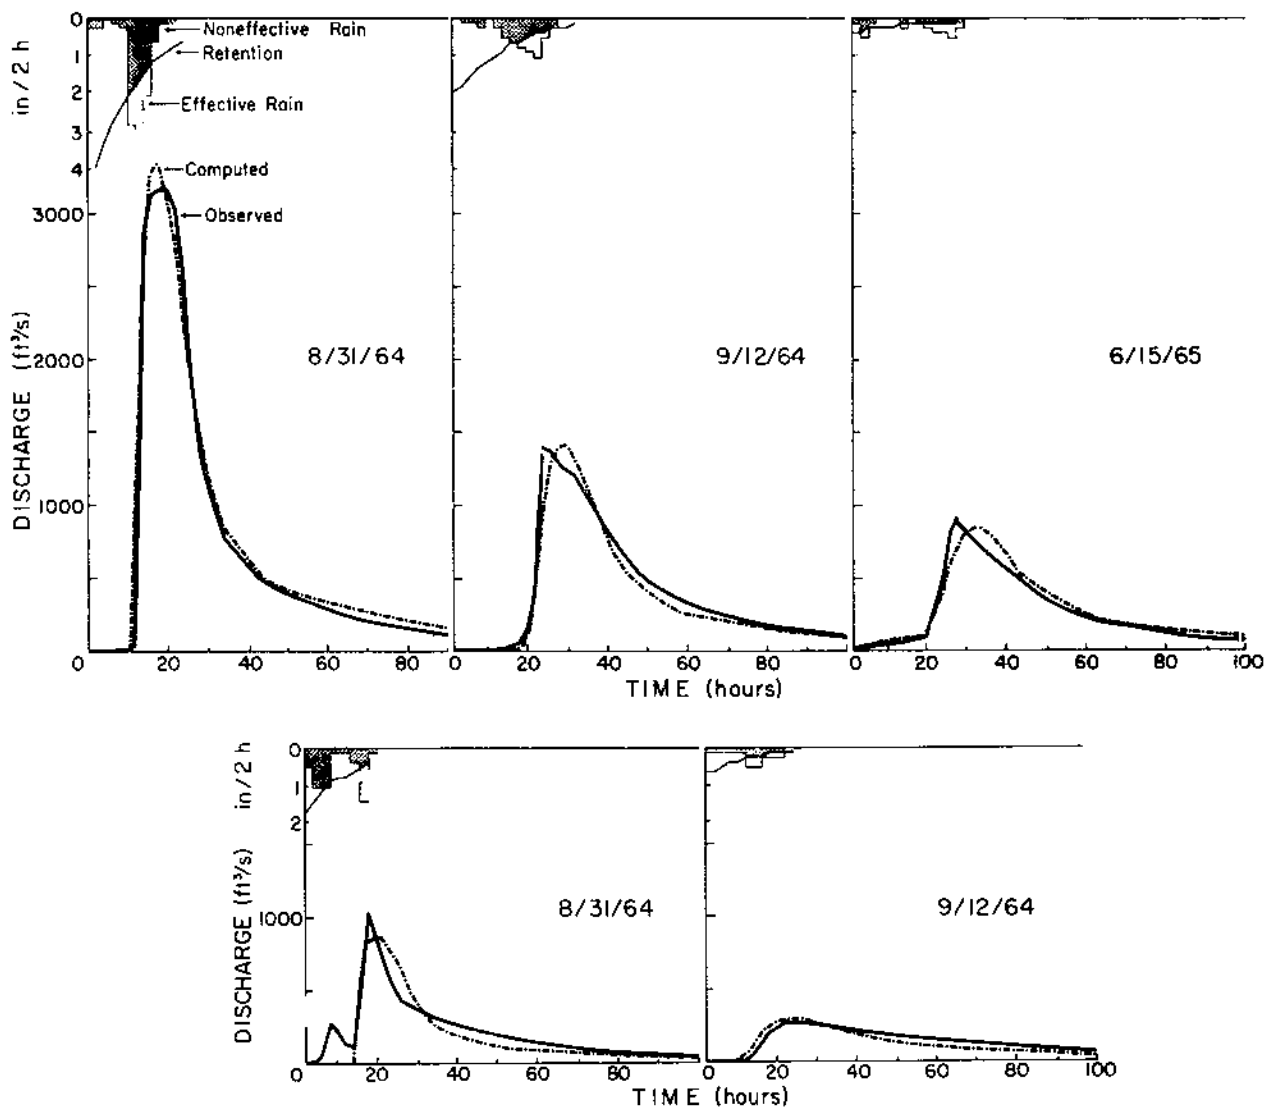 in / 2 h
0
1
2
3
4
Noneffective Rain
Retention
Effective Rain
Computed
Observed
DISCHARGE (ft³/s)
3000
2000
1000
8/31/64
9/12/64
6/15/65
0 20 40 60 80 0 20 40 60 80 0 20 40 60 80 100
TIME (hours)
in / 2 h
0
1
2
DISCHARGE (ft³/s)
1000
8/31/64
9/12/64
0 20 40 60 80 0 20 40 60 80 100
TIME (hours)